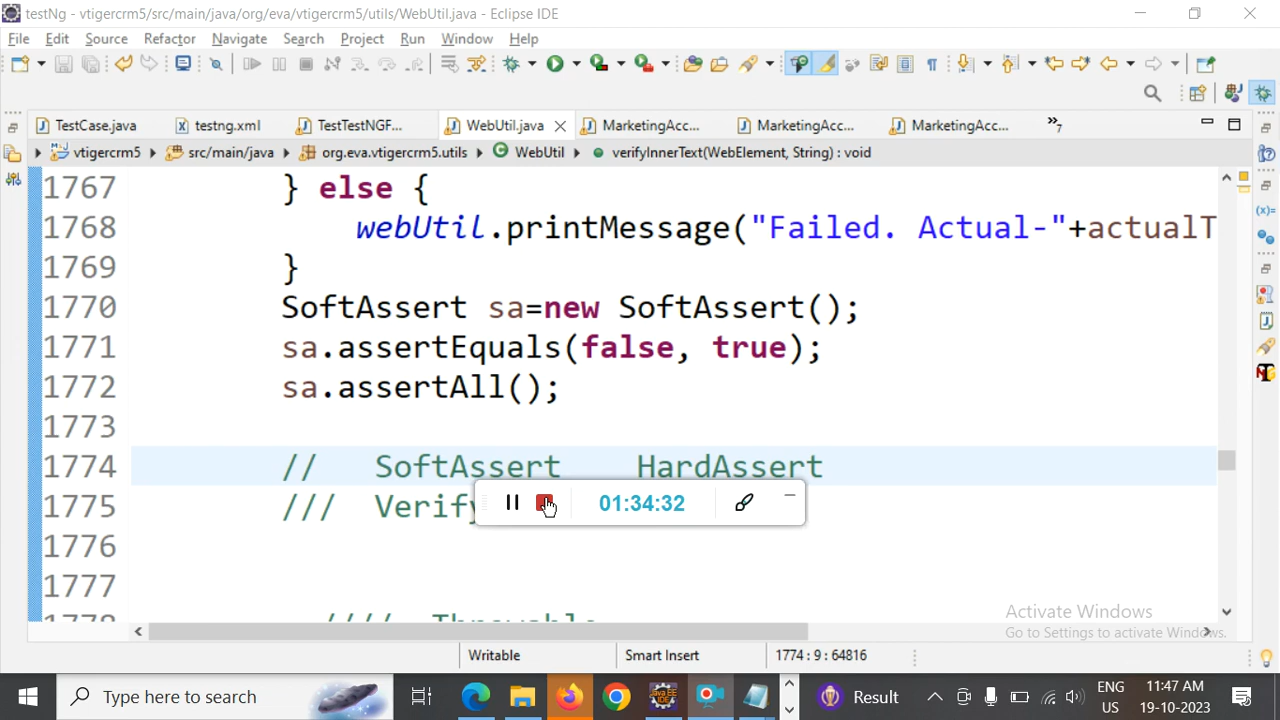 testNg - vtigercrm5/src/main/java/org/eva/vtigercrm5/utils/WebUtil.java - Eclipse IDE
File Edit Source Refactor Navigate Search Project Run Window Help
TestCase.java testng.xml TestTestNGF... WebUtil.java MarketingAcc... MarketingAcc... MarketingAcc... »7
vtigercrm5 src/main/java org.eva.vtigercrm5.utils WebUtil verifyInnerText(WebElement, String) : void
1767 } else {
1768 webUtil.printMessage("Failed. Actual-"+actualT
1769 }
1770 SoftAssert sa=new SoftAssert();
1771 sa.assertEquals(false, true);
1772 sa.assertAll();
1773
1774 // SoftAssert HardAssert
1775 /// Verify
01:34:32
1776
1777
1778 //// Throwable
Activate Windows
Go to Settings to activate Windows.
Writable Smart Insert 1774 : 9 : 64816
Type here to search Result ENG US 11:47 AM 19-10-2023